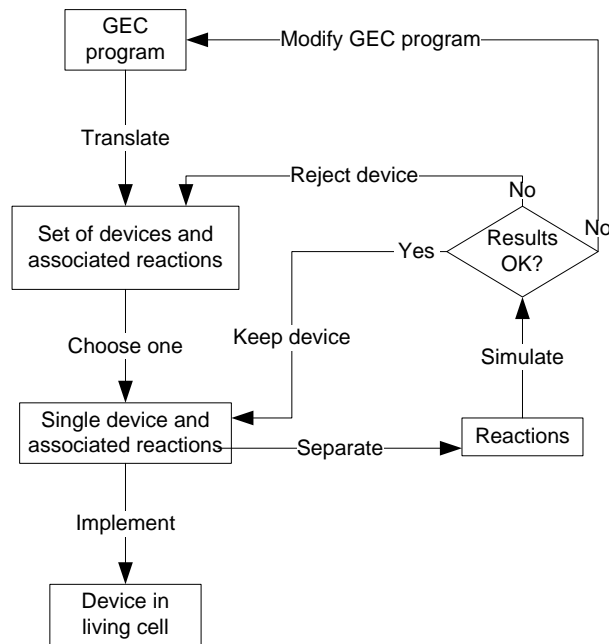 GEC
program
Modify GEC program
Translate
Reject device
No
No
Set of devices and
associated reactions
Yes
Results
OK?
Choose one
Keep device
Simulate
Single device and
associated reactions
Separate
Reactions
Implement
Device in
living cell